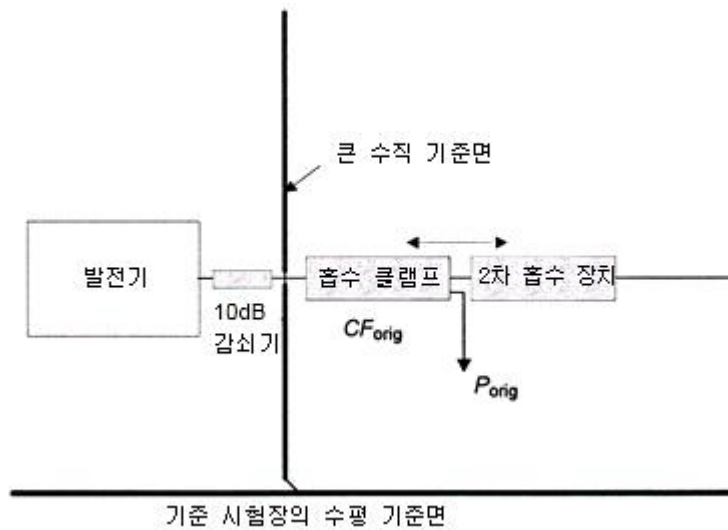 큰 수직 기준면
발전기
흡수 클램프
2차 흡수 장치
10dB
감쇠기
CForig
Porig
기준 시험장의 수평 기준면